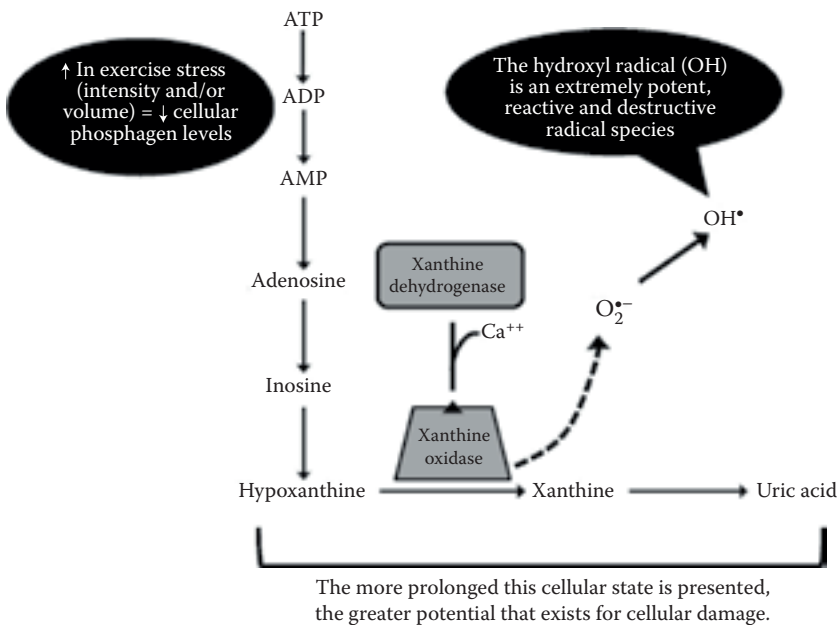 ATP
↑ In exercise stress
(intensity and/or
volume) = ↓ cellular
phosphagen levels
ADP
AMP
Adenosine
Inosine
Hypoxanthine
Xanthine
dehydrogenase
Ca⁺⁺
Xanthine
oxidase
Xanthine
Uric acid
O₂•⁻
OH•
The hydroxyl radical (OH)
is an extremely potent,
reactive and destructive
radical species
The more prolonged this cellular state is presented,
the greater potential that exists for cellular damage.